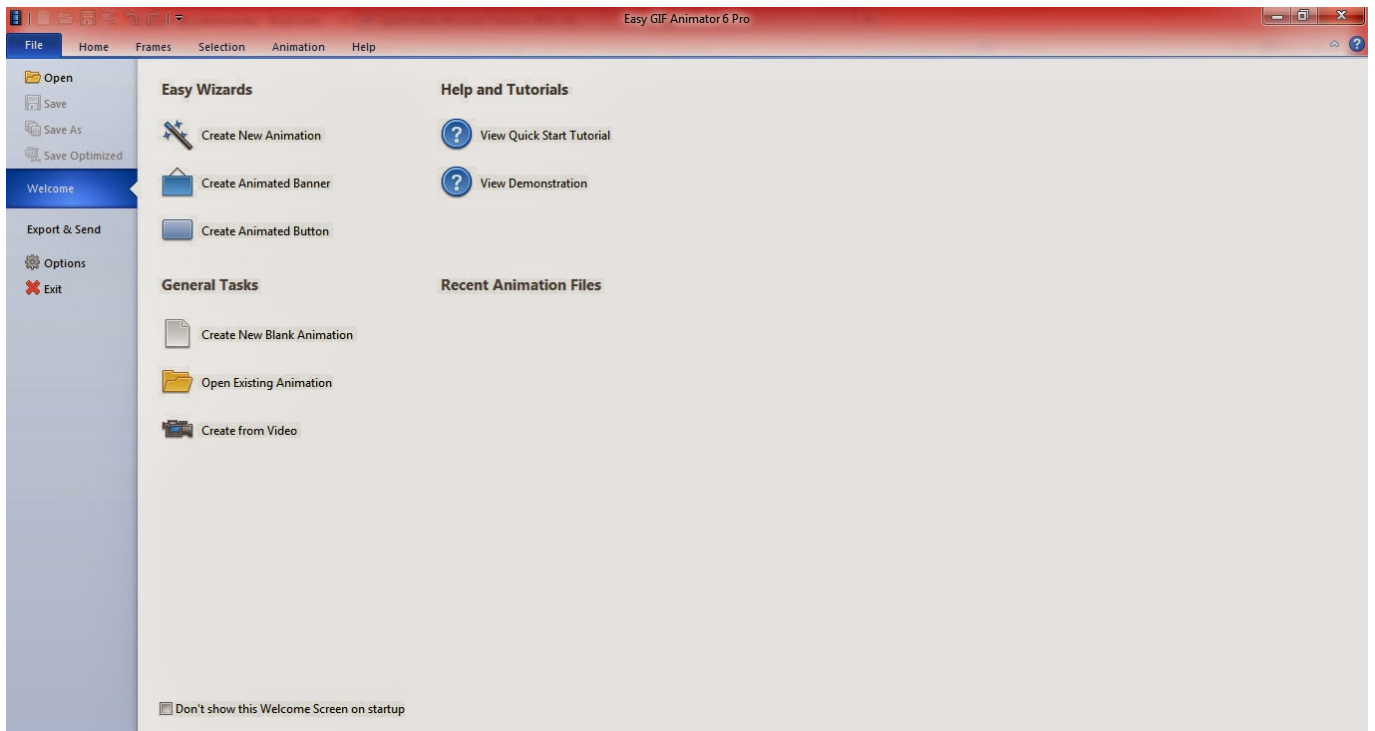 Easy GIF Animator 6 Pro
File Home Frames Selection Animation Help
Open
Save
Save As
Save Optimized
Welcome
Export & Send
Options
Exit
Easy Wizards
Create New Animation
Create Animated Banner
Create Animated Button
Help and Tutorials
View Quick Start Tutorial
View Demonstration
General Tasks
Create New Blank Animation
Open Existing Animation
Create from Video
Recent Animation Files
Don't show this Welcome Screen on startup